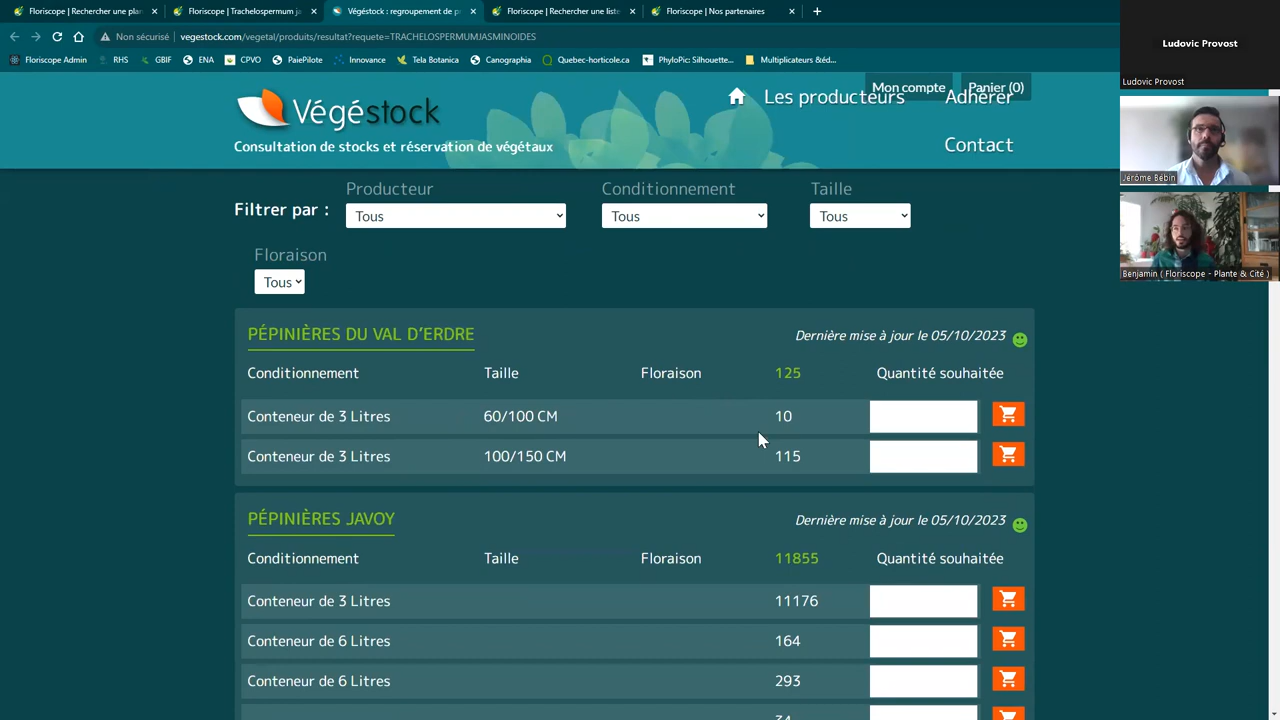 Floriscope | Rechercher une plan
Floriscope | Trachelospermum ja
Végéstock : regroupement de p
Floriscope | Rechercher une liste
Floriscope | Nos partenaires
Non sécurisé
vegestock.com/vegetal/produits/resultat?requete=TRACHELOSPERMUMJASMINOIDES
Floriscope Admin
RHS
GBIF
ENA
CPVO
PaiePilote
Innovance
Tela Botanica
Canographia
Quebec-horticole.ca
PhyloPic: Silhouette...
Multiplicateurs &éd...
Végéstock
Consultation de stocks et réservation de végétaux
Mon compte
Panier (0)
Les producteurs
Adhérer
Contact
Filtrer par :
Producteur
Tous
Conditionnement
Tous
Taille
Tous
Floraison
Tous
PÉPINIÈRES DU VAL D'ERDRE
Dernière mise à jour le 05/10/2023
Conditionnement Taille Floraison 125 Quantité souhaitée
Conteneur de 3 Litres 60/100 CM 10
Conteneur de 3 Litres 100/150 CM 115
PÉPINIÈRES JAVOY
Dernière mise à jour le 05/10/2023
Conditionnement Taille Floraison 11855 Quantité souhaitée
Conteneur de 3 Litres 11176
Conteneur de 6 Litres 164
Conteneur de 6 Litres 293
Ludovic Provost
Ludovic Provost
Jerôme Bébin
Benjamin ( Floriscope - Plante & Cité )